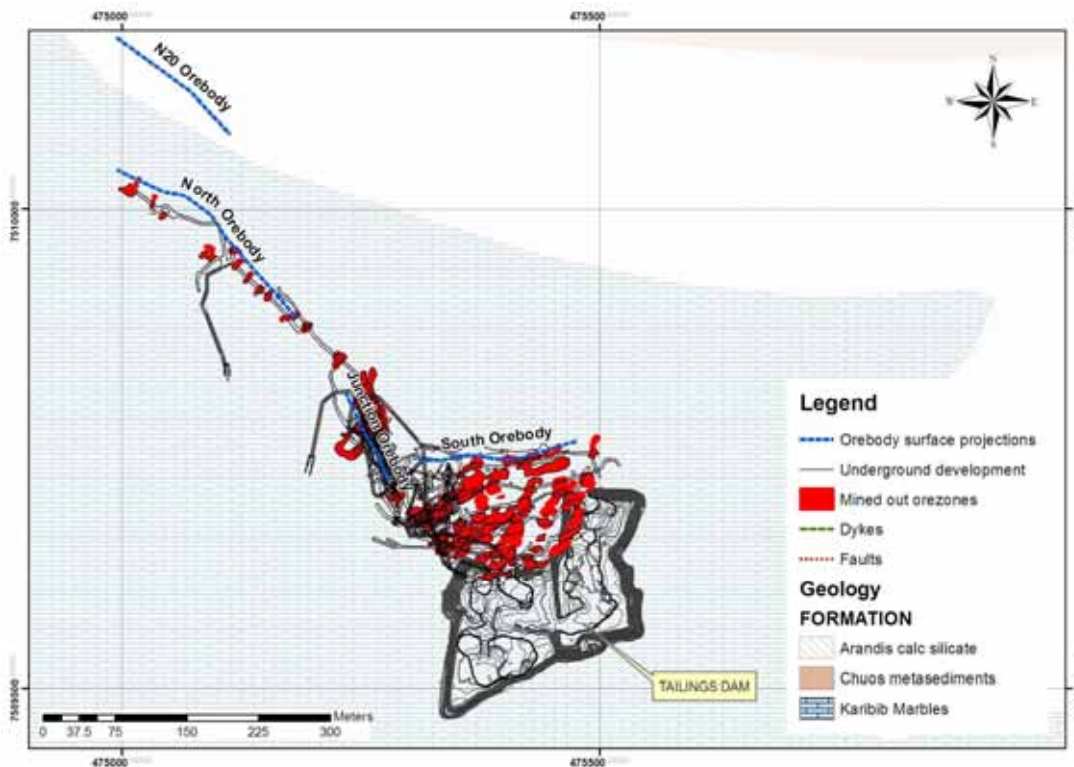 475000
475500
N20 Orebody
N
W
E
North Orebody
7510000
Junction Orebody
South Orebody
Legend
Orebody surface projections
Underground development
Mined out orezones
Dykes
Faults
Geology
FORMATION
Arandis calc silicate
Chuos metasediments
Karibib Marbles
TAILINGS DAM
7509500
Meters
0 37.5 75 150 225 300
475000
475500